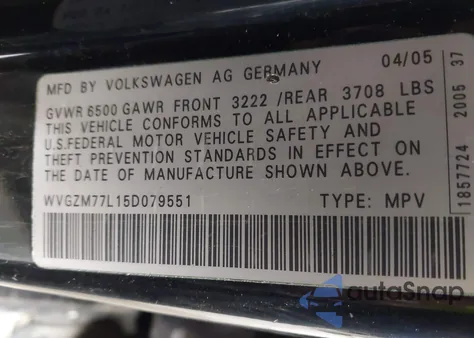 MFD BY VOLKSWAGEN AG GERMANY 04/05
GVWR 6500 GAWR FRONT 3222 /REAR 3708 LBS
THIS VEHICLE CONFORMS TO ALL APPLICABLE
U.S.FEDERAL MOTOR VEHICLE SAFETY AND
THEFT PREVENTION STANDARDS IN EFFECT ON
THE DATE OF MANUFACTURE SHOWN ABOVE.
WVGZM77L15D079551 TYPE: MPV
1857724 2005 37
autoSnap